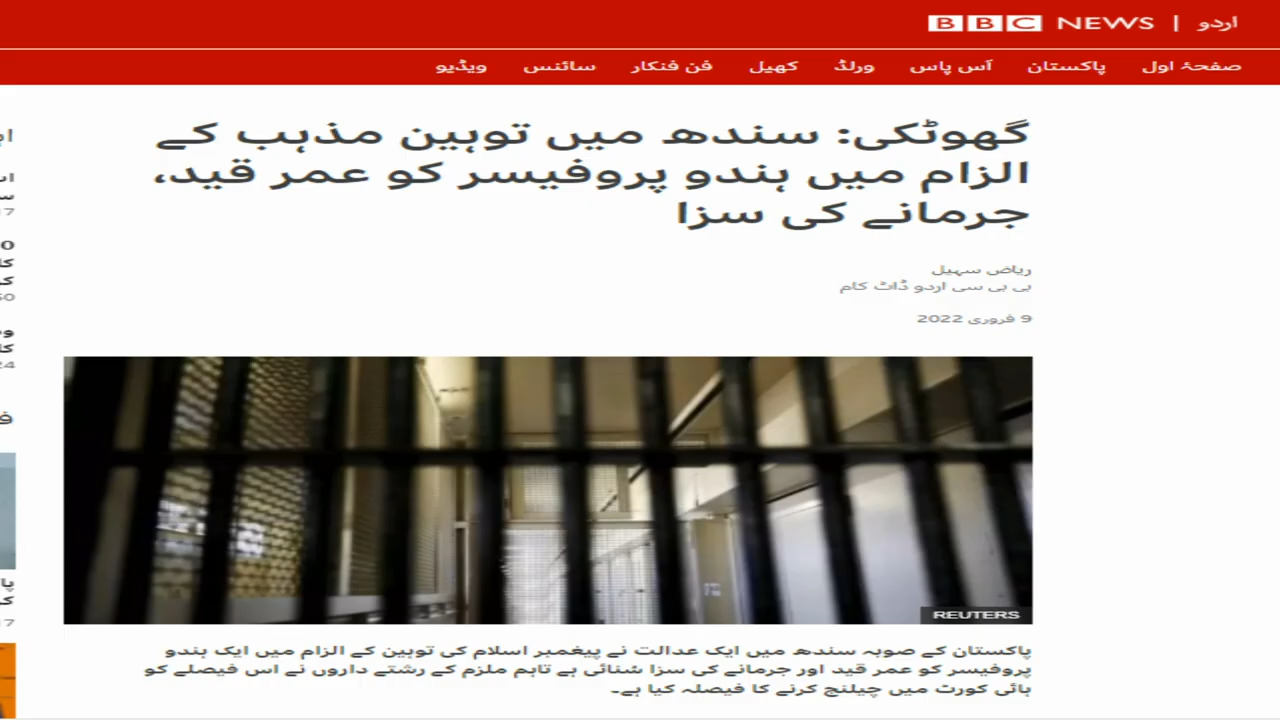 BBC NEWS | اردو
صفحۂ اول پاکستان آس پاس ورلڈ کھیل فن فنکار سائنس ویڈیو
گھوٹکی: سندھ میں توہین مذہب کے
الزام میں ہندو پروفیسر کو عمر قید،
جرمانے کی سزا
ریاض سہیل
بی بی سی اردو ڈاٹ کام
9 فروری 2022
REUTERS
پاکستان کے صوبہ سندھ میں ایک عدالت نے پیغمبر اسلام کی توہین کے الزام میں ایک ہندو
پروفیسر کو عمر قید اور جرمانے کی سزا سُنائی ہے تاہم ملزم کے رشتے داروں نے اس فیصلے کو
ہائی کورٹ میں چیلنج کرنے کا فیصلہ کیا ہے۔